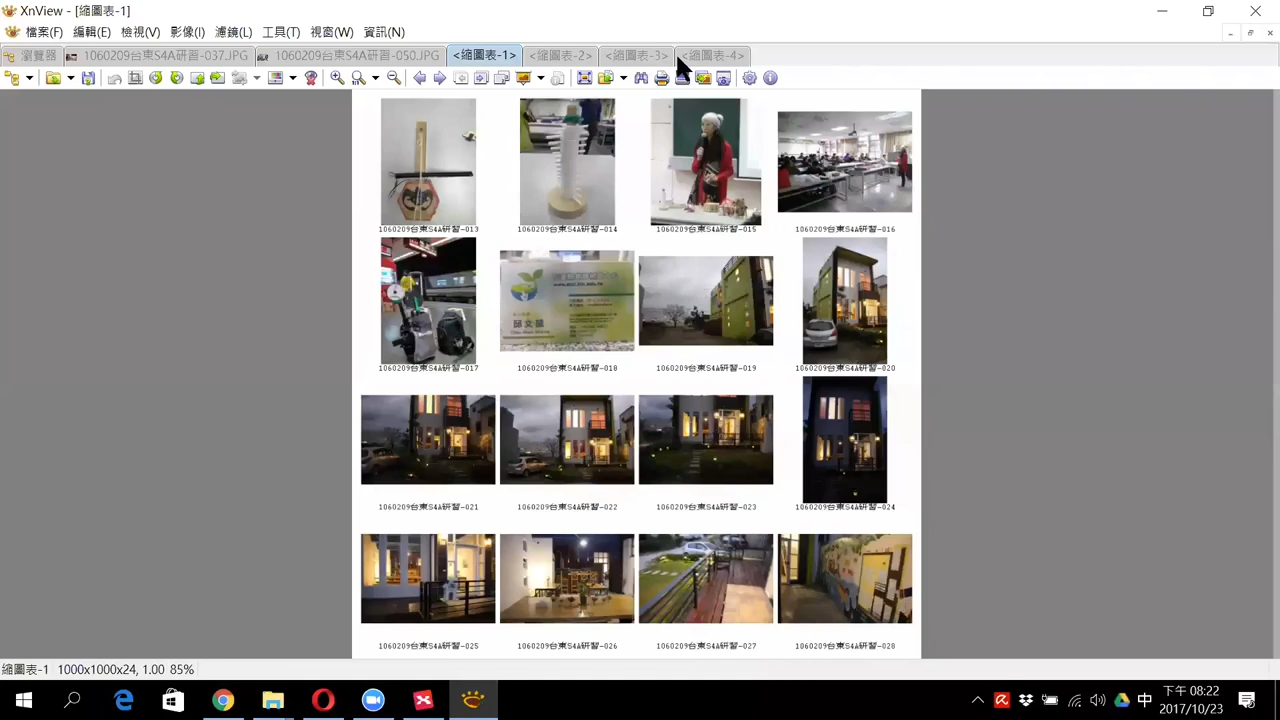 XnView - [縮圖表-1]
檔案(F) 編輯(E) 檢視(V) 影像(I) 濾鏡(L) 工具(T) 視窗(W) 資訊(N)
瀏覽器 1060209台東S4A研習-037.JPG 1060209台東S4A研習-050.JPG <縮圖表-1> <縮圖表-2> <縮圖表-3> <縮圖表-4>
1060209台東S4A研習-013 1060209台東S4A研習-014 1060209台東S4A研習-015 1060209台東S4A研習-016
1060209台東S4A研習-017 1060209台東S4A研習-018 1060209台東S4A研習-019 1060209台東S4A研習-020
1060209台東S4A研習-021 1060209台東S4A研習-022 1060209台東S4A研習-023 1060209台東S4A研習-024
1060209台東S4A研習-025 1060209台東S4A研習-026 1060209台東S4A研習-027 1060209台東S4A研習-028
縮圖表-1 1000x1000x24, 1.00 85%
中
下午 08:22
2017/10/23